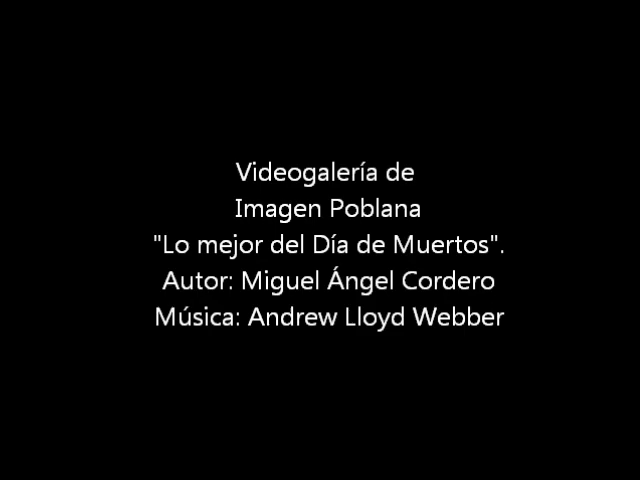 Videogalería de
Imagen Poblana
"Lo mejor del Día de Muertos".
Autor: Miguel Ángel Cordero
Música: Andrew Lloyd Webber